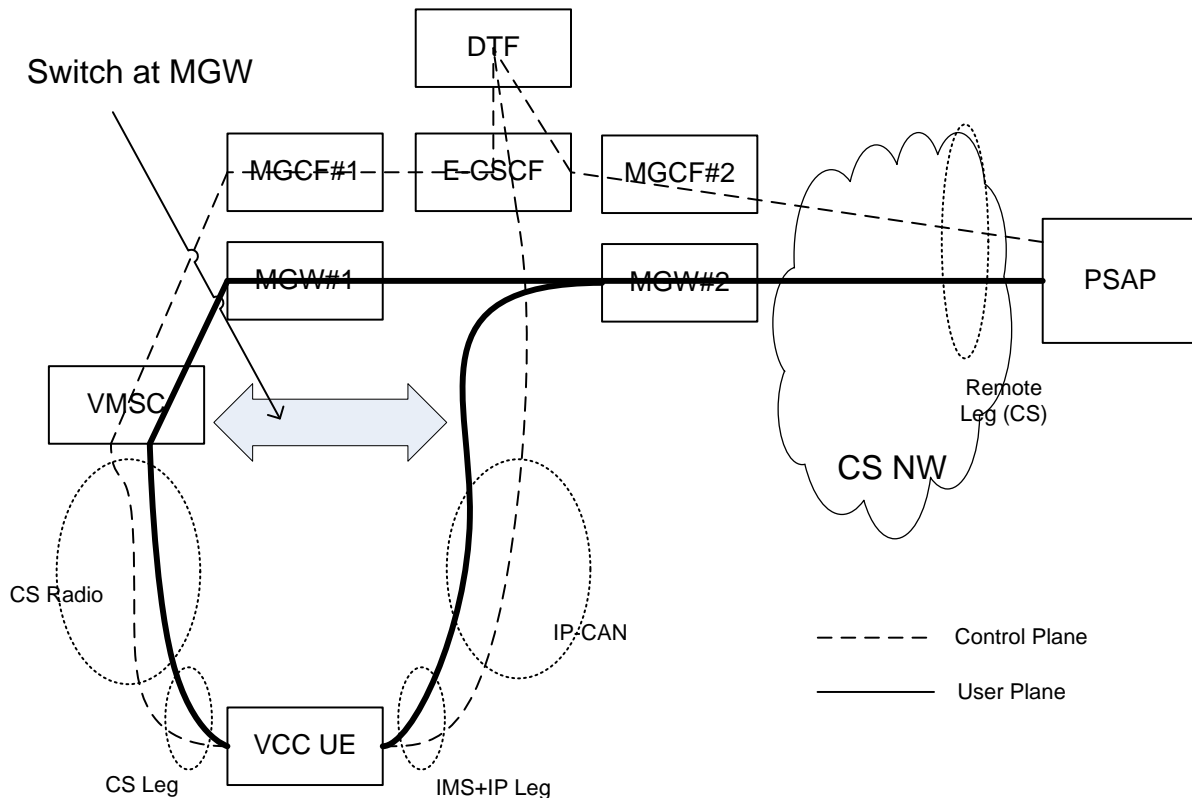 DTF
Switch at MGW
MGCF#1
E-CSCF
MGCF#2
MGW#1
MGW#2
PSAP
VMSC
Remote
Leg (CS)
CS NW
CS Radio
IP-CAN
Control Plane
User Plane
VCC UE
CS Leg
IMS+IP Leg